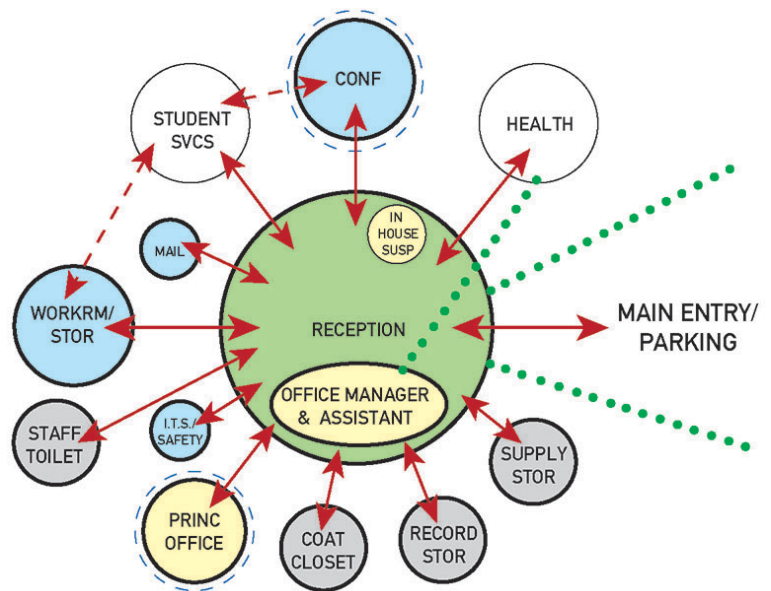 CONF
STUDENT
SVCS
HEALTH
IN
HOUSE
SUSP
MAIL
WORKRM/
STOR
RECEPTION
MAIN ENTRY/
PARKING
OFFICE MANAGER
& ASSISTANT
STAFF
TOILET
I.T.S./
SAFETY
SUPPLY
STOR
PRINC
OFFICE
COAT
CLOSET
RECORD
STOR